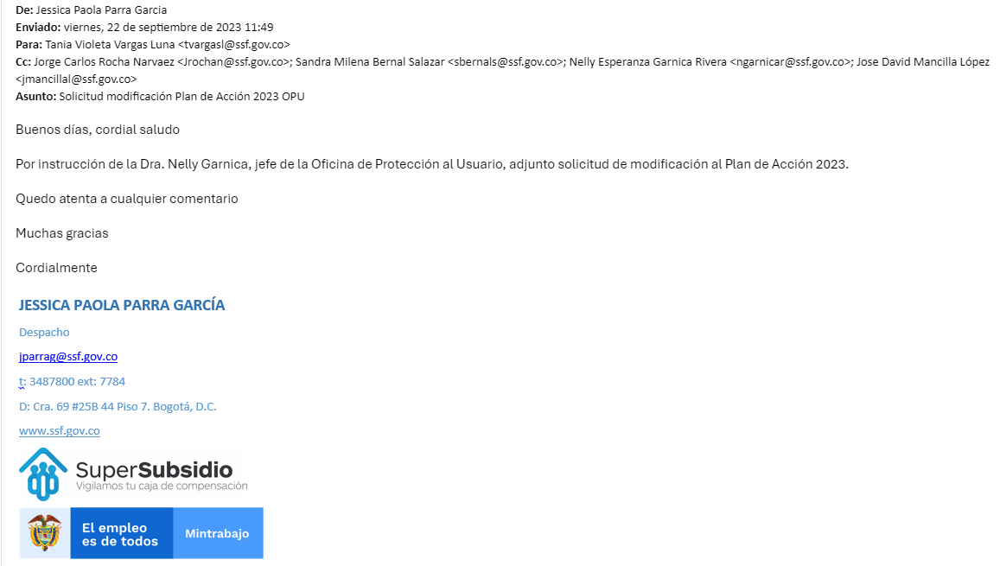 De: Jessica Paola Parra Garcia
Enviado: viernes, 22 de septiembre de 2023 11:49
Para: Tania Violeta Vargas Luna <tvargasl@ssf.gov.co>
Cc: Jorge Carlos Rocha Narvaez <Jrochan@ssf.gov.co>; Sandra Milena Bernal Salazar <sbernals@ssf.gov.co>; Nelly Esperanza Garnica Rivera <ngarnicar@ssf.gov.co>; Jose David Mancilla López
<jmancillal@ssf.gov.co>
Asunto: Solicitud modificación Plan de Acción 2023 OPU
Buenos días, cordial saludo
Por instrucción de la Dra. Nelly Garnica, jefe de la Oficina de Protección al Usuario, adjunto solicitud de modificación al Plan de Acción 2023.
Quedo atenta a cualquier comentario
Muchas gracias
Cordialmente
JESSICA PAOLA PARRA GARCÍA
Despacho
jparrag@ssf.gov.co
t: 3487800 ext: 7784
D: Cra. 69 #25B 44 Piso 7. Bogotá, D.C.
www.ssf.gov.co
SuperSubsidio
Vigilamos tu caja de compensación
El empleo
es de todos
Mintrabajo